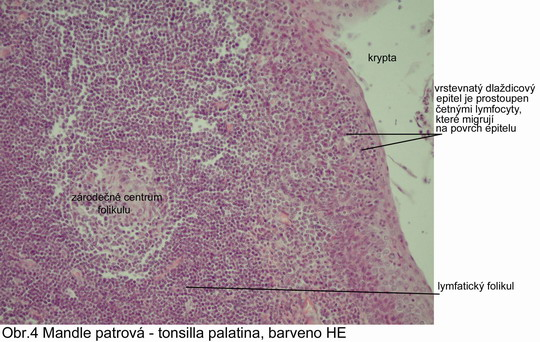 krypta
vrstevnatý dlaždicový
epitel je prostoupen
četnými lymfocyty,
které migrují
na povrch epitelu
zárodečné centrum
folikulu
lymfatický folikul
Obr.4 Mandle patrová - tonsilla palatina, barveno HE